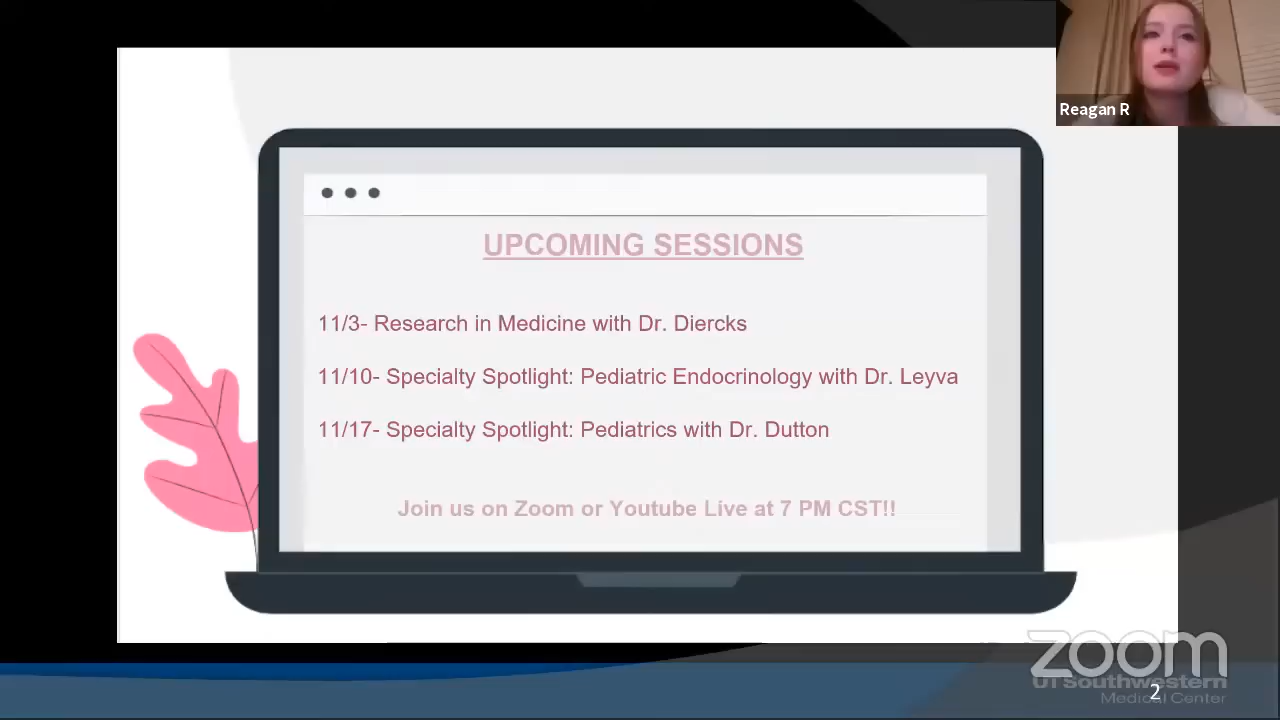 Reagan R
UPCOMING SESSIONS
11/3- Research in Medicine with Dr. Diercks
11/10- Specialty Spotlight: Pediatric Endocrinology with Dr. Leyva
11/17- Specialty Spotlight: Pediatrics with Dr. Dutton
Join us on Zoom or Youtube Live at 7 PM CST!!
zoom
UT Southwestern
Medical Center
2